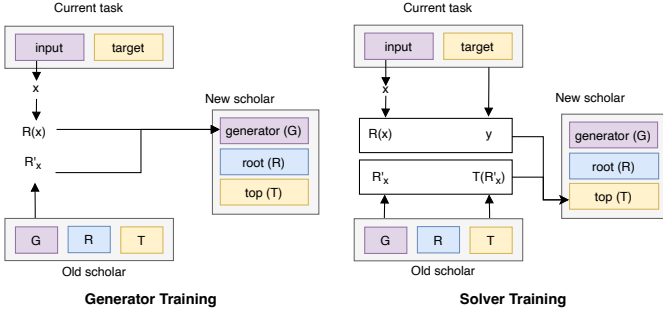 Current task
input target
x
R(x)
R'x
New scholar
generator (G)
root (R)
top (T)
G R T
Old scholar
Generator Training
Current task
input target
x
R(x) y
R'x T(R'x)
New scholar
generator (G)
root (R)
top (T)
G R T
Old scholar
Solver Training